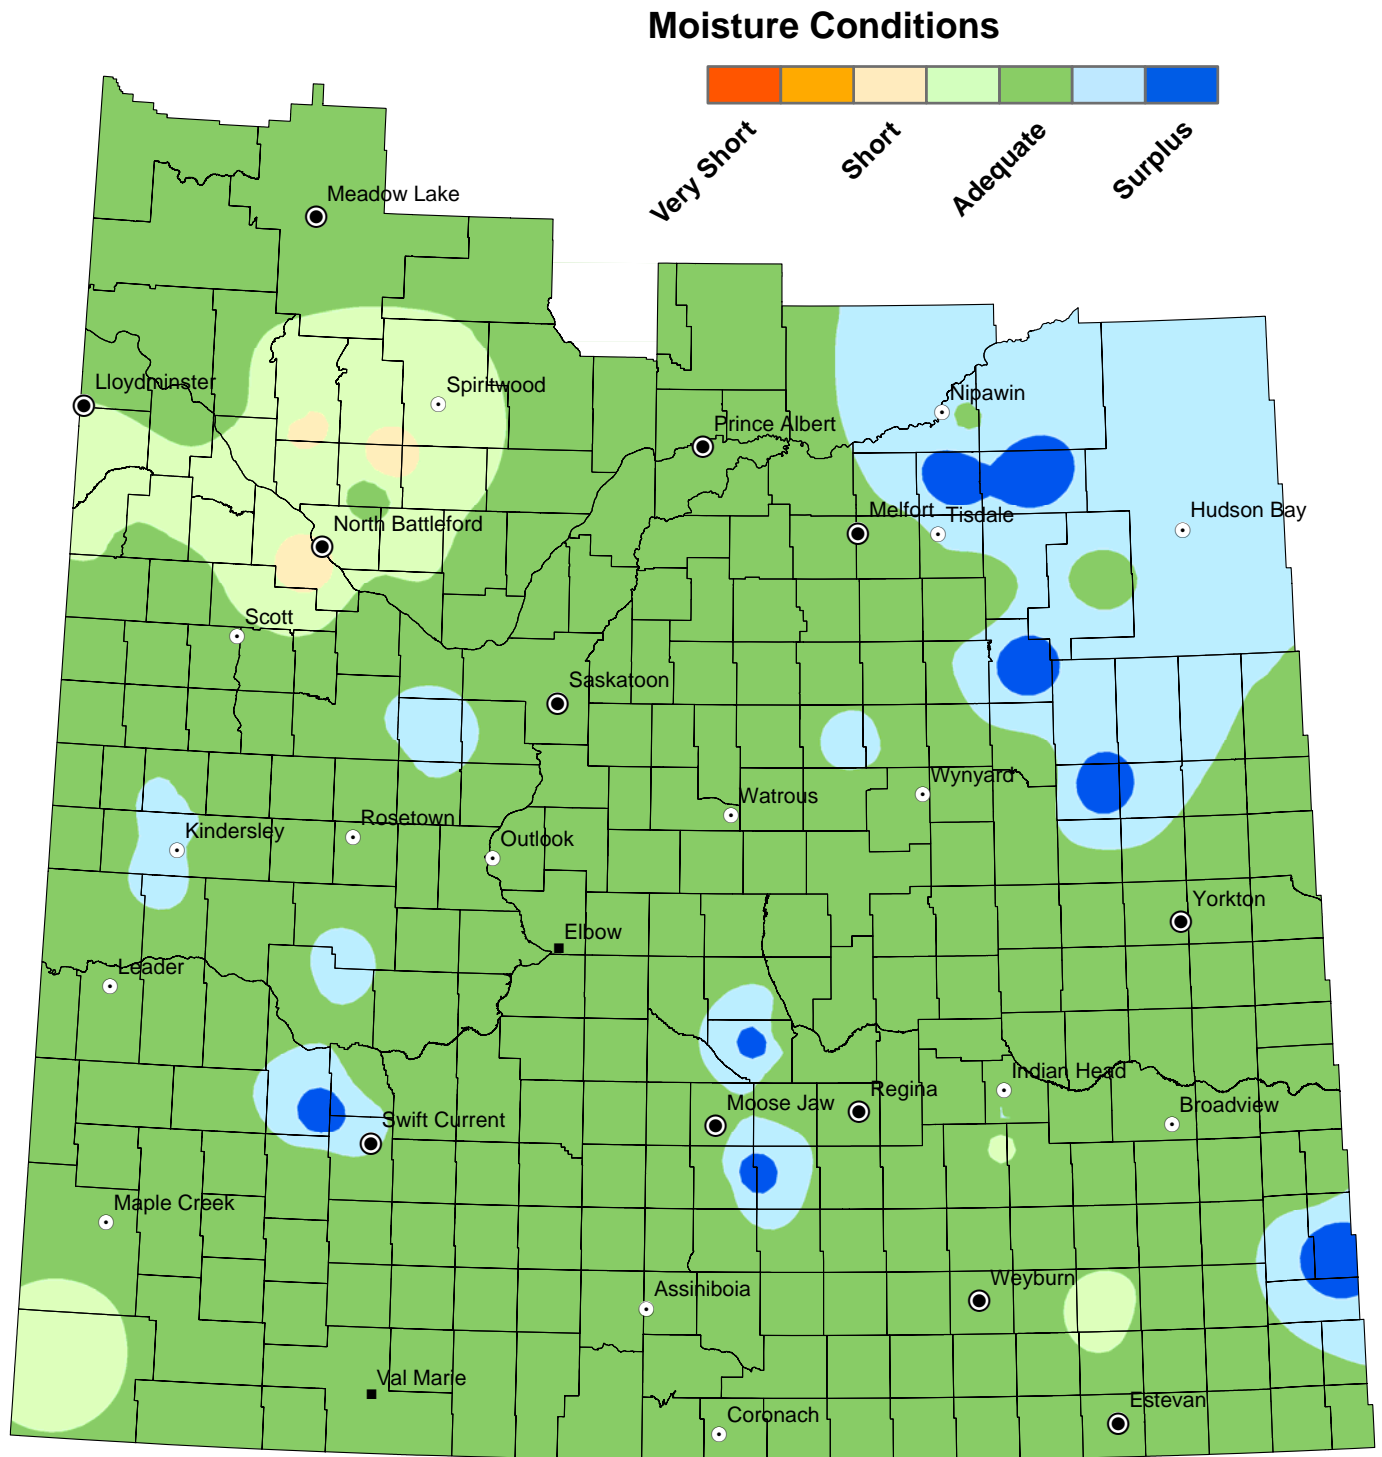 Moisture Conditions
Very Short
Short
Adequate
Surplus
Meadow Lake
Lloydminster
Spiritwood
Nipawin
Prince Albert
Melfort
Tisdale
Hudson Bay
North Battleford
Scott
Saskatoon
Wynyard
Watrous
Rosetown
Kindersley
Outlook
Yorkton
Elbow
Leader
Indian Head
Regina
Moose Jaw
Broadview
Swift Current
Maple Creek
Weyburn
Assiniboia
Val Marie
Estevan
Coronach